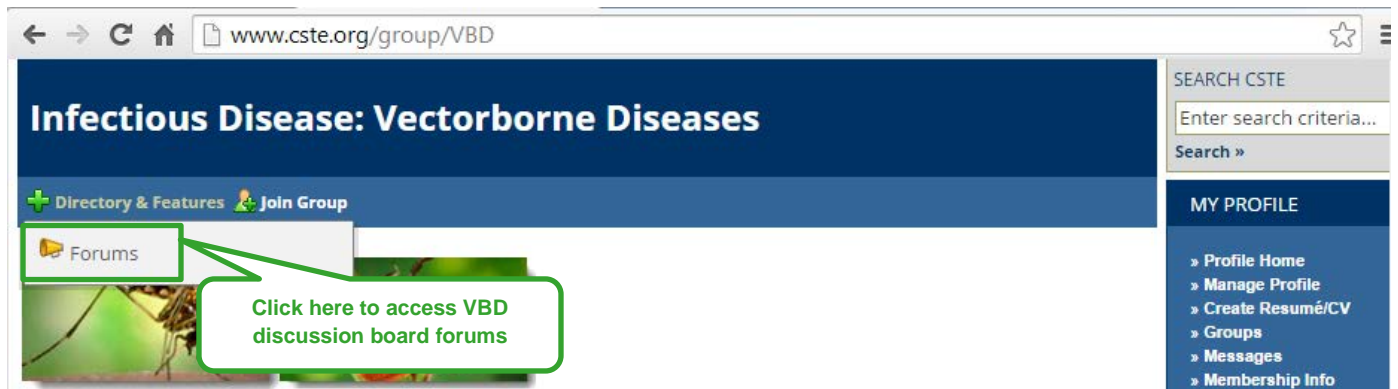 www.cste.org/group/VBD
Infectious Disease: Vectorborne Diseases
Directory & Features Join Group
Forums
Click here to access VBD
discussion board forums
SEARCH CSTE
Enter search criteria...
Search »
MY PROFILE
» Profile Home
» Manage Profile
» Create Resumé/CV
» Groups
» Messages
» Membership Info